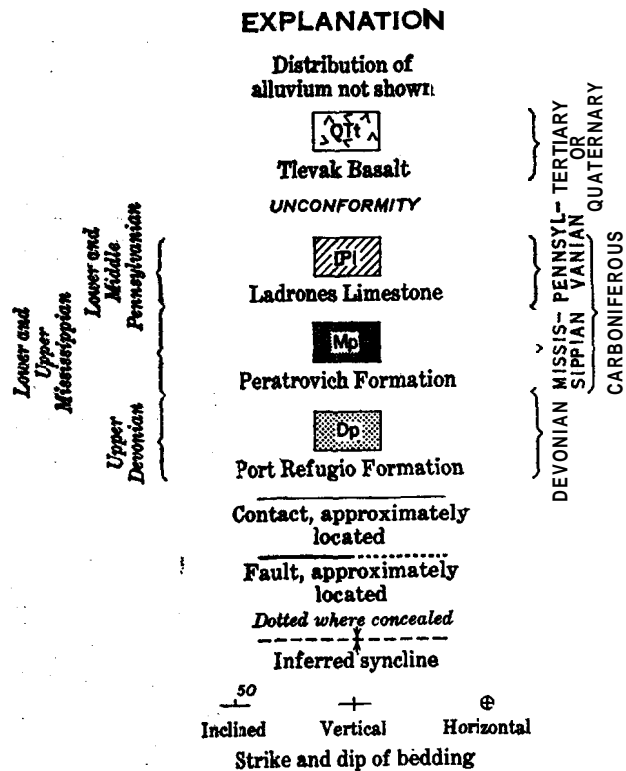 EXPLANATION
Distribution of
alluvium not shown
QTt
Tlevak Basalt
TERTIARY
OR
QUATERNARY
UNCONFORMITY
Lower and
Middle
Pennsylvanian
ℙl
Ladrones Limestone
PENNSYL-
VANIAN
Lower and
Upper
Mississippian
Mp
Peratrovich Formation
MISSIS-
SIPPIAN
CARBONIFEROUS
Upper
Devonian
Dp
Port Refugio Formation
DEVONIAN
Contact, approximately
located
Fault, approximately
located
Dotted where concealed
Inferred syncline
50
Inclined Vertical Horizontal
Strike and dip of bedding